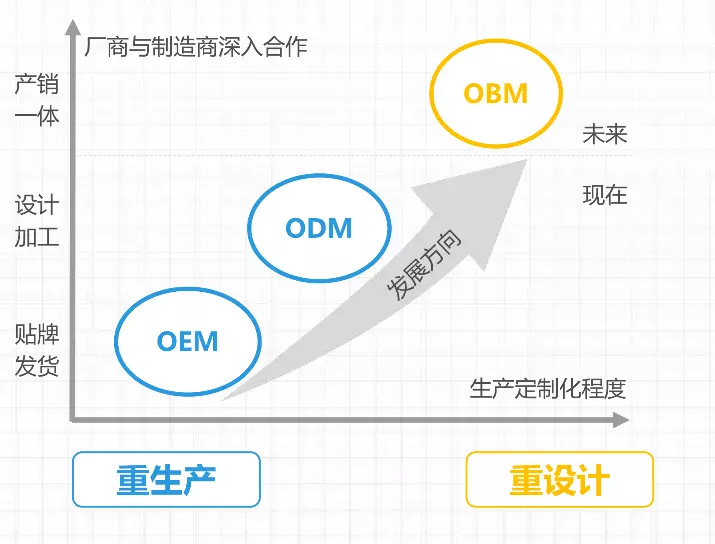 厂商与制造商深入合作
产销
一体
OBM
未来
现在
设计
加工
ODM
发展方向
贴牌
发货
OEM
生产定制化程度
重生产
重设计